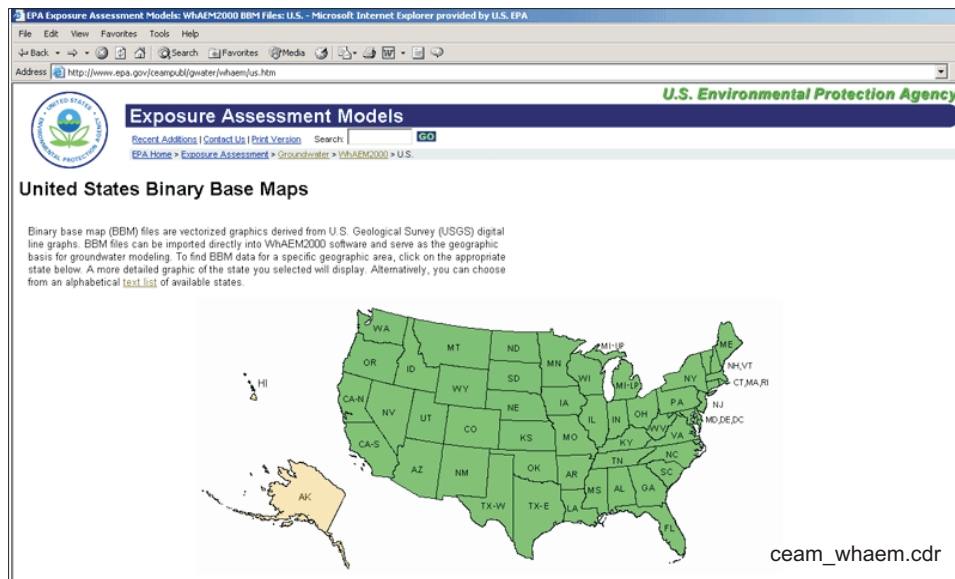 EPA Exposure Assessment Models: WhAEM2000 BBM Files: U.S. - Microsoft Internet Explorer provided by U.S. EPA
File Edit View Favorites Tools Help
Back Search Favorites Media
Address http://www.epa.gov/ceampubl/gwater/whaem/us.htm
U.S. Environmental Protection Agency
UNITED STATES
ENVIRONMENTAL PROTECTION AGENCY
Exposure Assessment Models
Recent Additions | Contact Us | Print Version Search: GO
EPA Home > Exposure Assessment > Groundwater > WhAEM2000 > U.S.
United States Binary Base Maps
Binary base map (BBM) files are vectorized graphics derived from U.S. Geological Survey (USGS) digital
line graphs. BBM files can be imported directly into WhAEM2000 software and serve as the geographic
basis for groundwater modeling. To find BBM data for a specific geographic area, click on the appropriate
state below. A more detailed graphic of the state you selected will display. Alternatively, you can choose
from an alphabetical text list of available states.
WA
MT
ND
MN
MI-UP
ME
OR
ID
SD
WI
MI-LP
NY
NH,VT
CT,MA,RI
HI
WY
NE
IA
PA
NJ
CA-N
NV
UT
CO
KS
MO
IL
IN
OH
WV
VA
MD,DE,DC
CA-S
KY
NC
AZ
NM
OK
AR
TN
SC
AK
TX-W
TX-E
LA
MS
AL
GA
FL
ceam_whaem.cdr